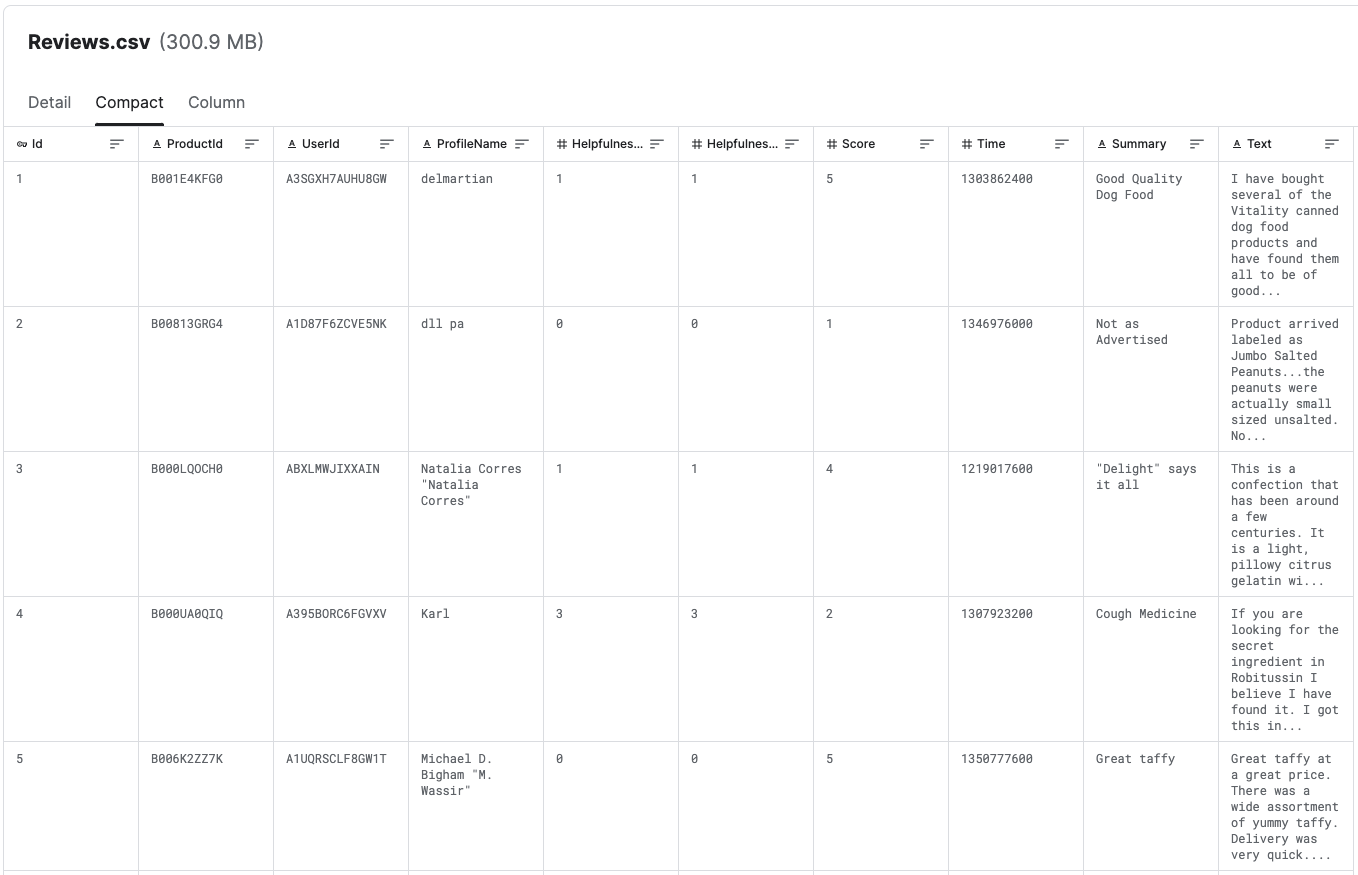 Reviews.csv (300.9 MB)
Detail Compact Column
Id ProductId UserId ProfileName Helpfulnes... Helpfulnes... Score Time Summary Text
1 B001E4KFG0 A3SGXH7AUHU8GW delmartian 1 1 5 1303862400 Good Quality I have bought
Dog Food several of the
Vitality canned
dog food
products and
have found them
all to be of
good...
2 B00813GRG4 A1D87F6ZCVE5NK dll pa 0 0 1 1346976000 Not as Product arrived
Advertised labeled as
Jumbo Salted
Peanuts...the
peanuts were
actually small
sized unsalted.
No...
3 B000LQOCH0 ABXLMWJIXXAIN Natalia Corres 1 1 4 1219017600 "Delight" says This is a
"Natalia it all confection that
Corres" has been around
a few
centuries. It
is a light,
pillowy citrus
gelatin wi...
4 B000UA0QIQ A395BORC6FGVXV Karl 3 3 2 1307923200 Cough Medicine If you are
looking for the
secret
ingredient in
Robitussin I
believe I have
found it. I got
this in...
5 B006K2ZZ7K A1UQRSCLF8GW1T Michael D. 0 0 5 1350777600 Great taffy Great taffy at
Bigham "M. a great price.
Wassir" There was a
wide assortment
of yummy taffy.
Delivery was
very quick....